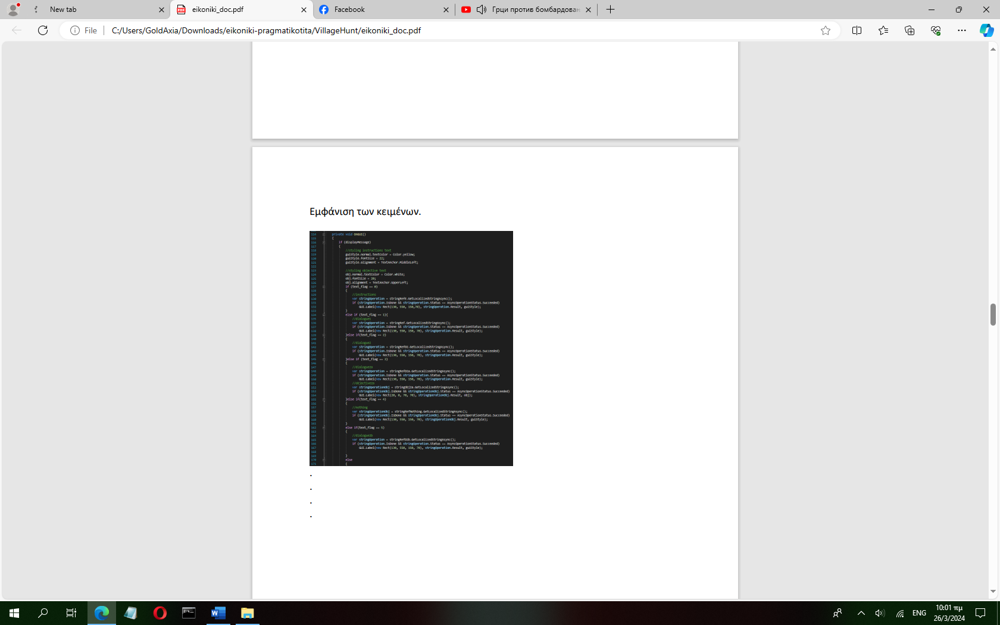 New tab
eikoniki_doc.pdf
Facebook
Грци против бомбардован
File
C:/Users/GoldAxia/Downloads/eikoniki-pragmatikotita/VillageHunt/eikoniki_doc.pdf
Εμφάνιση των κειμένων.
private void OnGUI()
{
if (displayMessage)
{
//styling instructions text
guiStyle.normal.textColor = Color.yellow;
guiStyle.fontSize = 22;
guiStyle.alignment = TextAnchor.MiddleLeft;
//styling objective text
obj.normal.textColor = Color.white;
obj.fontSize = 20;
obj.alignment = TextAnchor.UpperLeft;
if (text_flag == 0)
{
//instructions
var stringOperation = stringRefE.GetLocalizedStringAsync();
if (stringOperation.IsDone && stringOperation.Status == AsyncOperationStatus.Succeeded)
GUI.Label(new Rect(130, 550, 150,70), stringOperation.Result, guiStyle);
}
else if (text_flag == 1){
//dialogue1
var stringOperation = stringRef.GetLocalizedStringAsync();
if (stringOperation.IsDone && stringOperation.Status == AsyncOperationStatus.Succeeded)
GUI.Label(new Rect(130, 550, 150, 70), stringOperation.Result, guiStyle);
}else if(text_flag == 2)
{
//dialogue2
var stringOperation = stringRefD2.GetLocalizedStringAsync();
if (stringOperation.IsDone && stringOperation.Status == AsyncOperationStatus.Succeeded)
GUI.Label(new Rect(130, 550, 150, 70), stringOperation.Result, guiStyle);
}else if (text_flag == 3)
{
//dialogue2a
var stringOperation = stringRefD2a.GetLocalizedStringAsync();
if (stringOperation.IsDone && stringOperation.Status == AsyncOperationStatus.Succeeded)
GUI.Label(new Rect(130, 550, 150, 70), stringOperation.Result, guiStyle);
//objective2a
var stringOperationObj = stringObj2a.GetLocalizedStringAsync();
if (stringOperationObj.IsDone && stringOperationObj.Status == AsyncOperationStatus.Succeeded)
GUI.Label(new Rect(20, 0, 70, 70), stringOperationObj.Result, obj);
}else if(text_flag == 4)
{
//nothing
var stringOperationObj = stringRefNothing.GetLocalizedStringAsync();
if (stringOperationObj.IsDone && stringOperationObj.Status == AsyncOperationStatus.Succeeded)
GUI.Label(new Rect(130, 550, 150, 70), stringOperationObj.Result, guiStyle);
}
else if(text_flag == 5)
{
//dialogue2b
var stringOperation = stringRefD2b.GetLocalizedStringAsync();
if (stringOperation.IsDone && stringOperation.Status == AsyncOperationStatus.Succeeded)
GUI.Label(new Rect(130, 550, 150, 70), stringOperation.Result, guiStyle);
}
else
{
.
.
.
.
ENG
10:01 πμ
26/3/2024